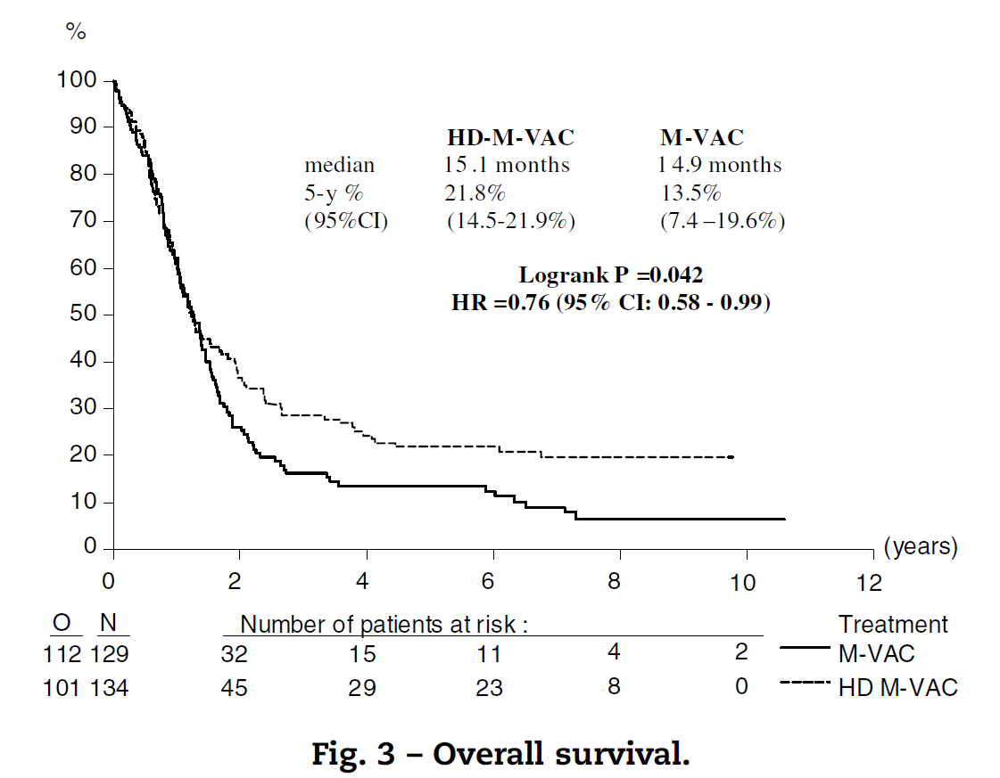 %
100
90
80
70
60
50
40
30
20
10
0
HD-M-VAC M-VAC
median 15.1 months 14.9 months
5-y % 21.8% 13.5%
(95%CI) (14.5-21.9%) (7.4–19.6%)
Logrank P =0.042
HR =0.76 (95% CI: 0.58 - 0.99)
(years)
0 2 4 6 8 10 12
O N Number of patients at risk : Treatment
112 129 32 15 11 4 2 M-VAC
101 134 45 29 23 8 0 HD M-VAC
Fig. 3 – Overall survival.